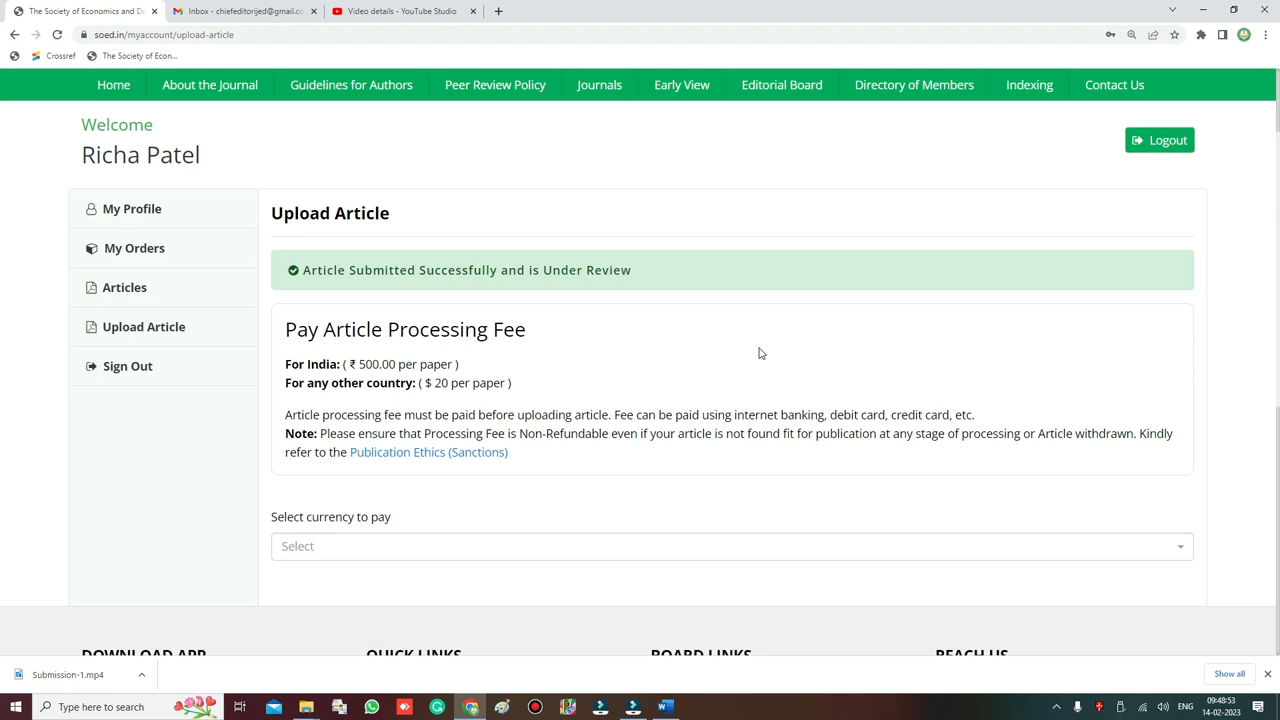 The Society of Economics and De
Inbox - chiefeditorijed@gmail.co
Video details - YouTube Studio
soed.in/myaccount/upload-article
Crossref
The Society of Econ...
Home
About the Journal
Guidelines for Authors
Peer Review Policy
Journals
Early View
Editorial Board
Directory of Members
Indexing
Contact Us
Welcome
Richa Patel
Logout
My Profile
My Orders
Articles
Upload Article
Sign Out
Upload Article
Article Submitted Successfully and is Under Review
Pay Article Processing Fee
For India: ( ₹ 500.00 per paper )
For any other country: ( $ 20 per paper )
Article processing fee must be paid before uploading article. Fee can be paid using internet banking, debit card, credit card, etc.
Note: Please ensure that Processing Fee is Non-Refundable even if your article is not found fit for publication at any stage of processing or Article withdrawn. Kindly
refer to the Publication Ethics (Sanctions)
Select currency to pay
Select
DOWNLOAD APP
QUICK LINKS
BOARD LINKS
REACH US
Submission-1.mp4
Show all
Type here to search
ENG
09:48:53
14-02-2023